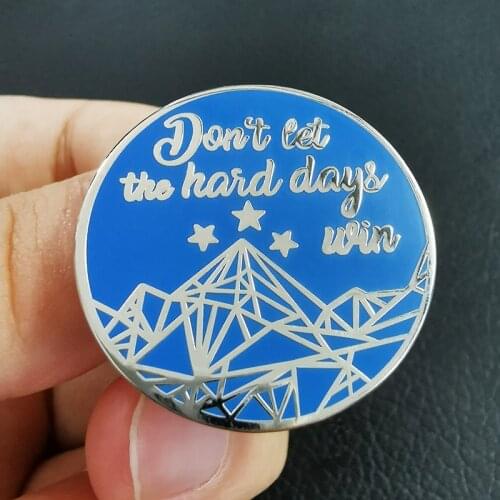 Don't let
the hard days
win